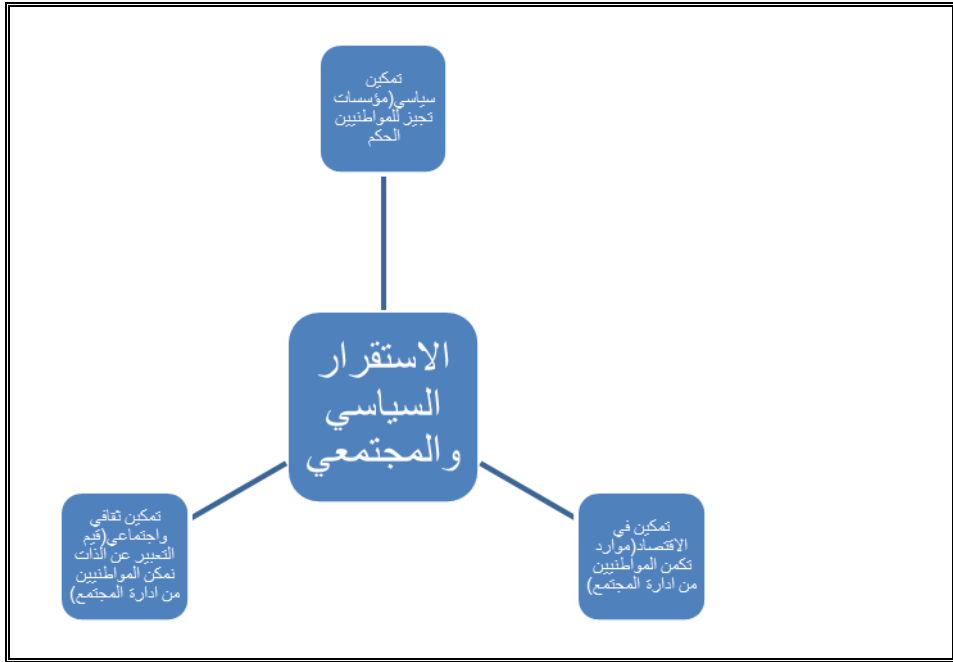 تمكين
سياسي(مؤسسات
تجيز للمواطنيين
الحكم
الاستقرار
السياسي
والمجتمعي
تمكين في
الاقتصاد(موارد
تكمن المواطنيين
من ادارة المجتمع)
تمكين ثقافي
واجتماعي(قيم
التعبير عن الذات
نمكن المواطنيين
من ادارة المجتمع)